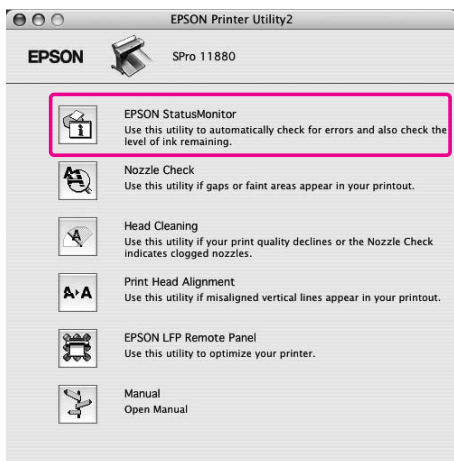 EPSON Printer Utility2
EPSON
SPro 11880
EPSON StatusMonitor
Use this utility to automatically check for errors and also check the
level of ink remaining.
Nozzle Check
Use this utility if gaps or faint areas appear in your printout.
Head Cleaning
Use this utility if your print quality declines or the Nozzle Check
indicates clogged nozzles.
A A
Print Head Alignment
Use this utility if misaligned vertical lines appear in your printout.
EPSON LFP Remote Panel
Use this utility to optimize your printer.
Manual
Open Manual